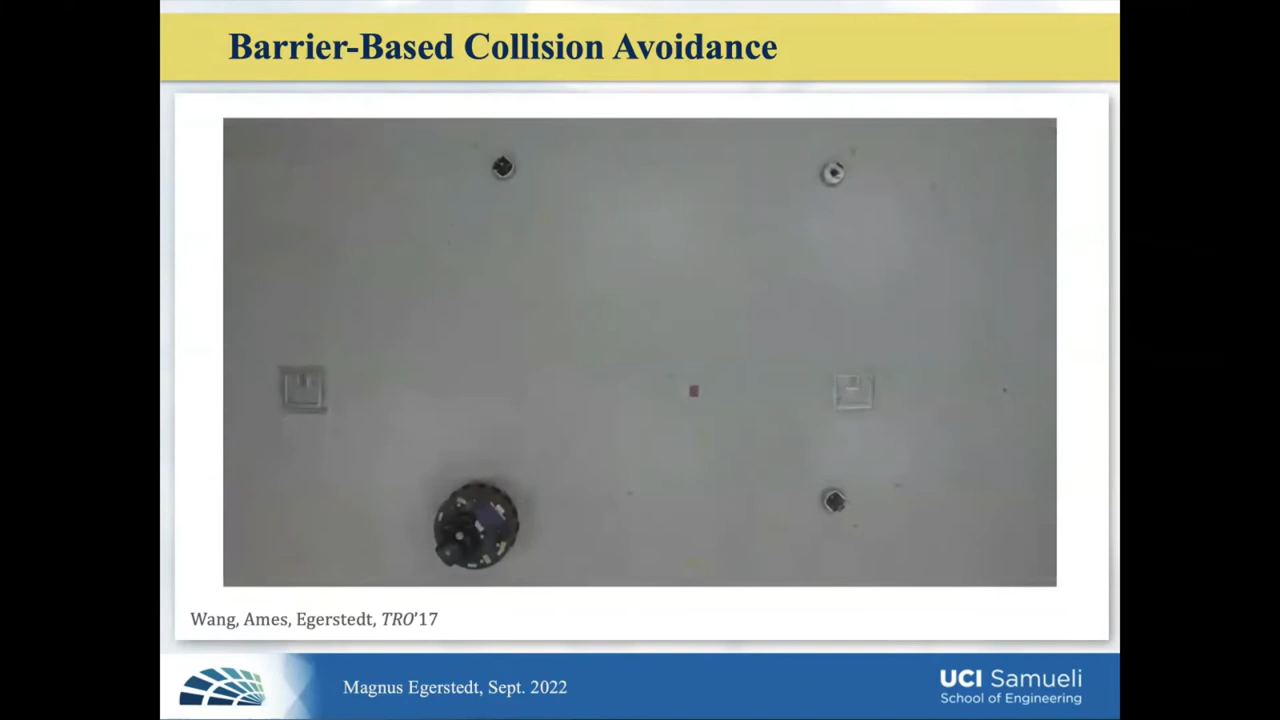 Barrier-Based Collision Avoidance
Wang, Ames, Egerstedt, TRO'17
Magnus Egerstedt, Sept. 2022
UCI Samueli
School of Engineering